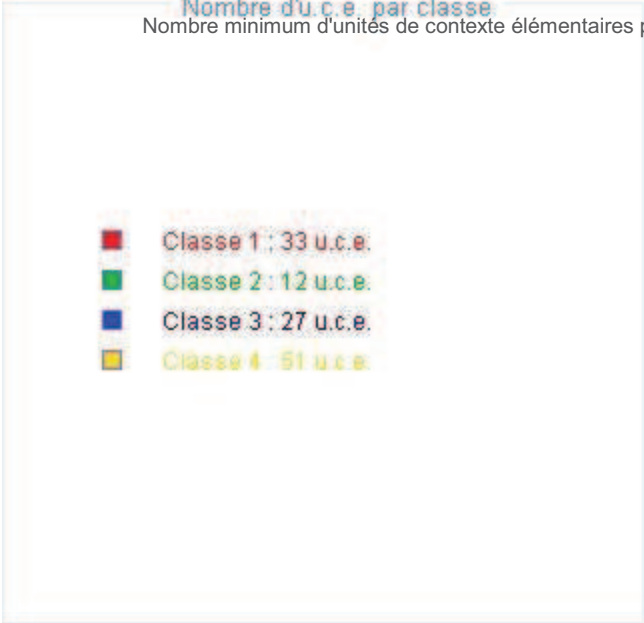 Nombre d'u.c.e. par classe
Nombre minimum d'unités de contexte élémentaires
Classe 1 : 33 u.c.e.
Classe 2 : 12 u.c.e.
Classe 3 : 27 u.c.e.
Classe 4 : 51 u.c.e.